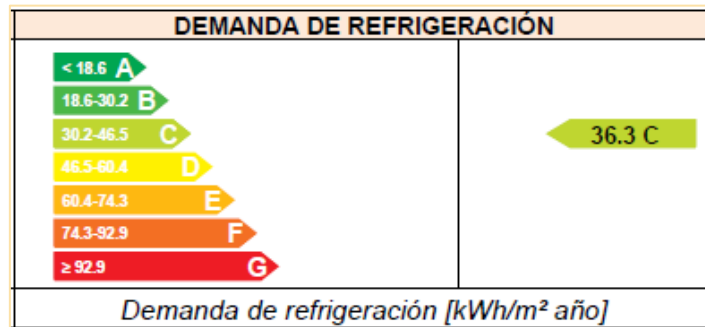 DEMANDA DE REFRIGERACIÓN
< 18.6 A
18.6-30.2 B
30.2-46.5 C
36.3 C
46.5-60.4 D
60.4-74.3 E
74.3-92.9 F
≥ 92.9 G
Demanda de refrigeración [kWh/m² año]